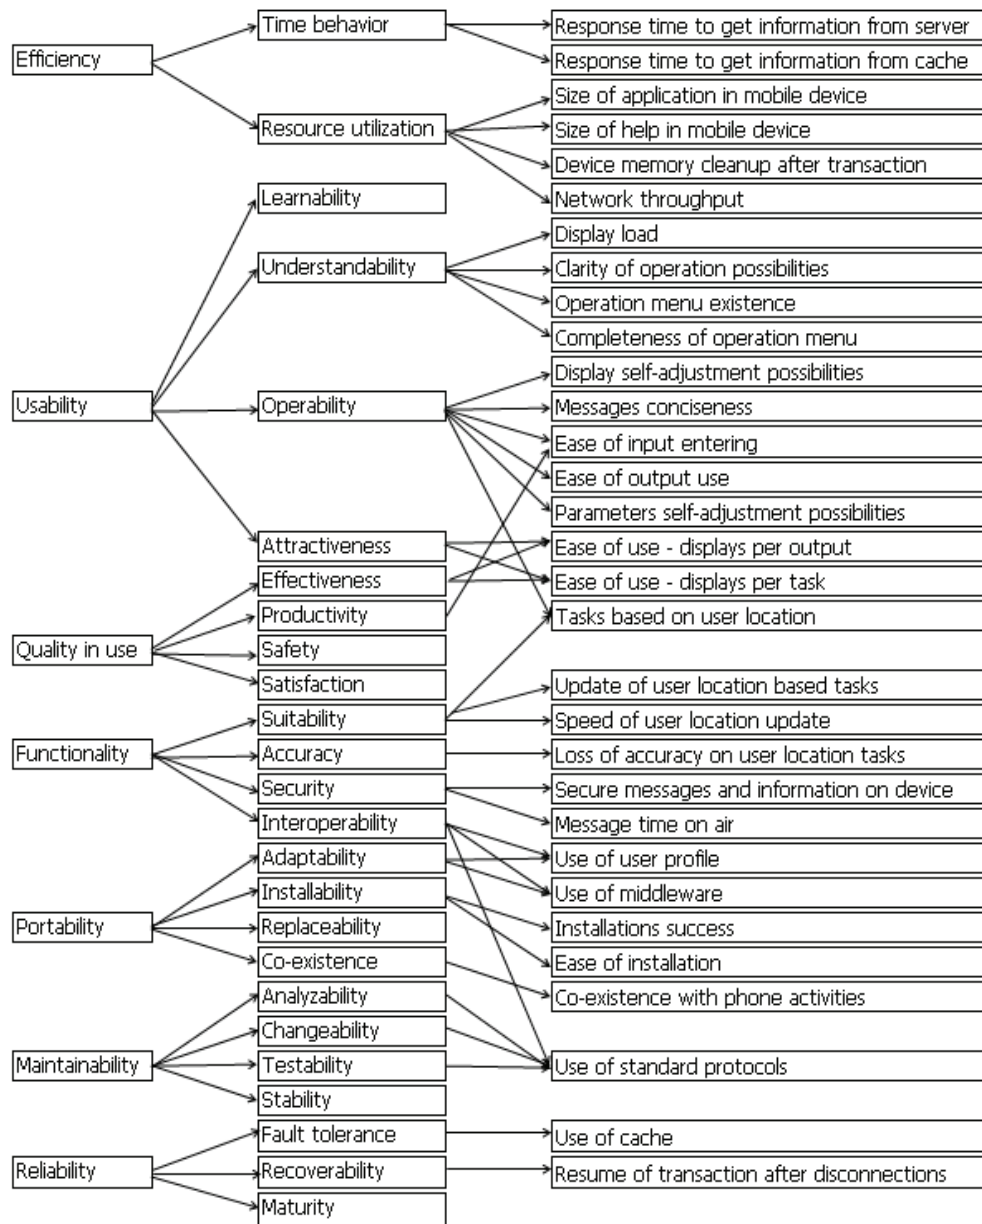 Time behavior
Response time to get information from server
Efficiency
Response time to get information from cache
Size of application in mobile device
Resource utilization
Size of help in mobile device
Device memory cleanup after transaction
Learnability
Network throughput
Display load
Understandability
Clarity of operation possibilities
Operation menu existence
Completeness of operation menu
Display self-adjustment possibilities
Usability
Operability
Messages conciseness
Ease of input entering
Ease of output use
Parameters self-adjustment possibilities
Attractiveness
Ease of use - displays per output
Effectiveness
Ease of use - displays per task
Productivity
Tasks based on user location
Quality in use
Safety
Satisfaction
Update of user location based tasks
Suitability
Speed of user location update
Functionality
Accuracy
Loss of accuracy on user location tasks
Security
Secure messages and information on device
Interoperability
Message time on air
Adaptability
Use of user profile
Installability
Use of middleware
Portability
Replaceability
Installations success
Co-existence
Ease of installation
Analyzability
Co-existence with phone activities
Changeability
Maintainability
Testability
Use of standard protocols
Stability
Fault tolerance
Use of cache
Reliability
Recoverability
Resume of transaction after disconnections
Maturity